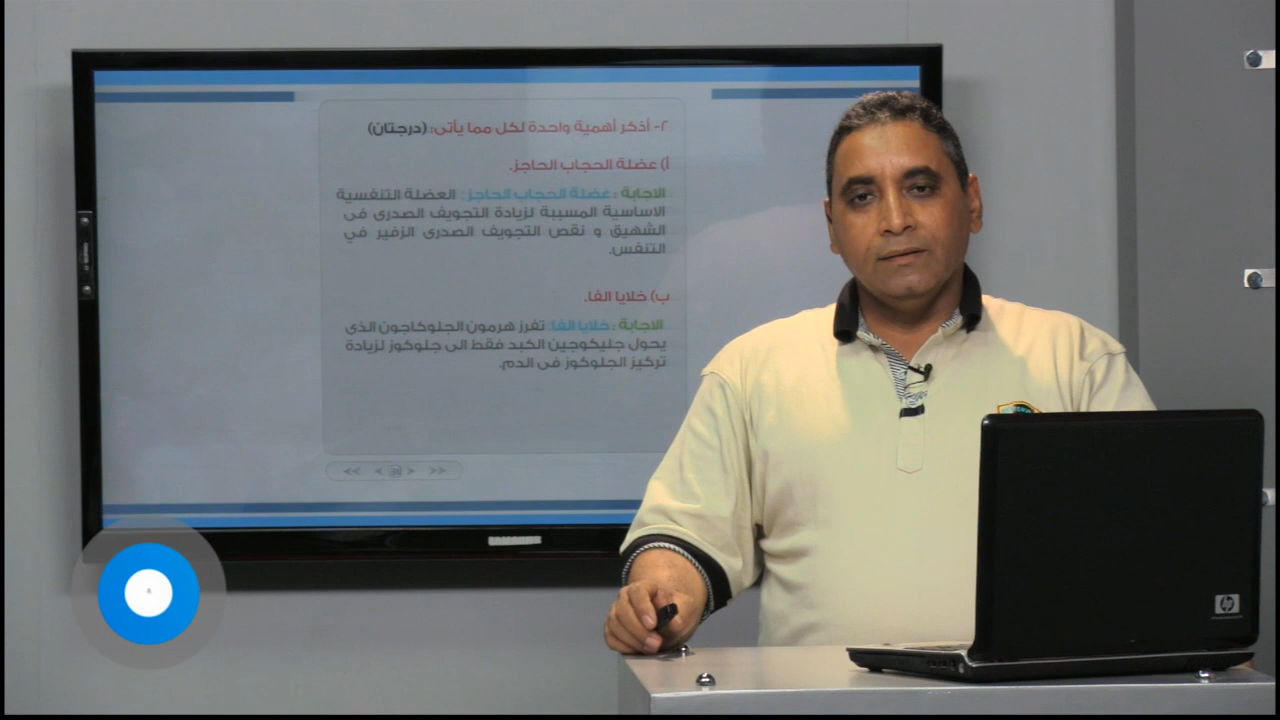 ٢- أذكر أهمية واحدة لكل مما يأتى: (درجتان)
أ) عضلة الحجاب الحاجز.
الاجابة : عضلة الحجاب الحاجز : العضلة التنفسية
الاساسية المسببة لزيادة التجويف الصدرى فى
الشهيق و نقص التجويف الصدرى الزفير في
التنفس.
ب) خلايا الفا.
الاجابة : خلايا الفا: تفرز هرمون الجلوكاجون الذى
يحول جليكوجين الكبد فقط الى جلوكوز لزيادة
تركيز الجلوكوز فى الدم.
SAMSUNG
hp